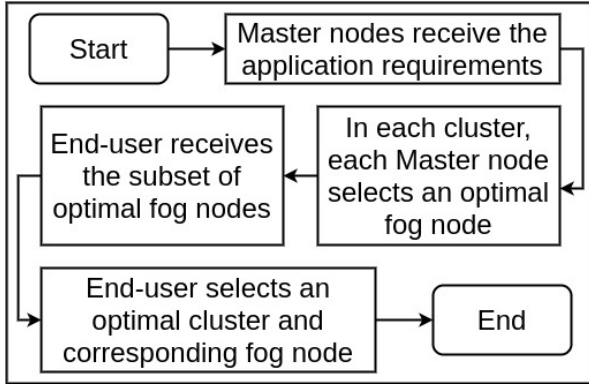 Start
Master nodes receive the
application requirements
In each cluster,
each Master node
selects an optimal
fog node
End-user receives
the subset of
optimal fog nodes
End-user selects an
optimal cluster and
corresponding fog node
End